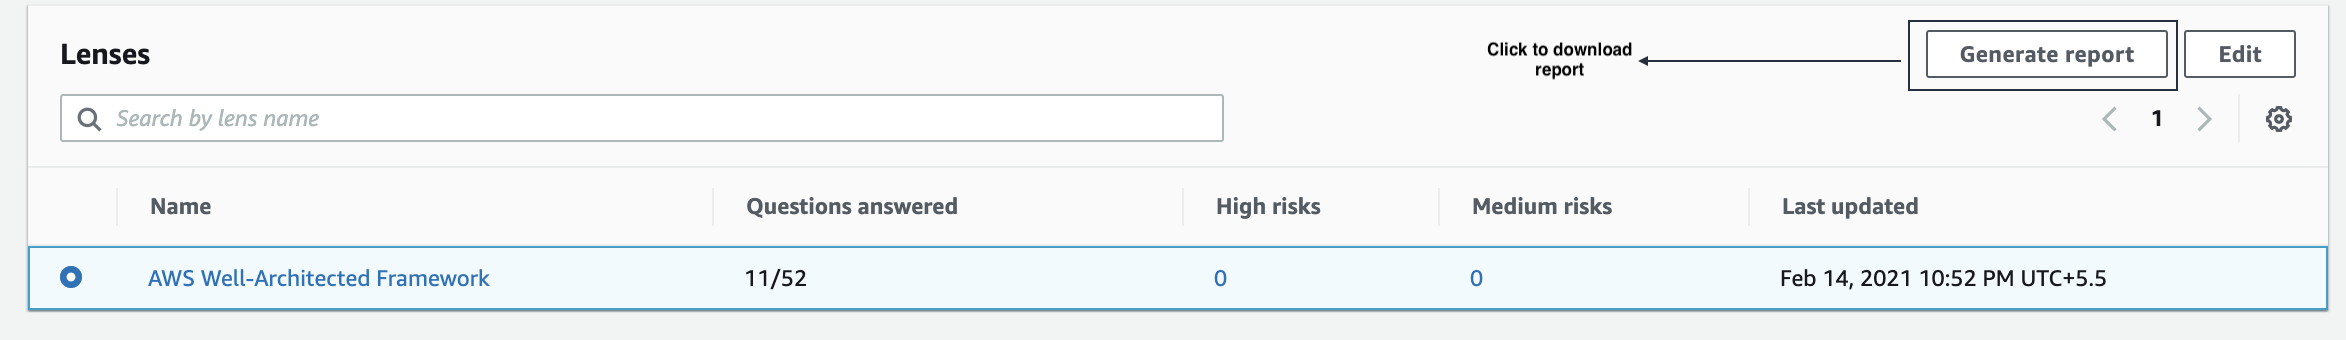 Lenses
Click to download
report
Generate report
Edit
Search by lens name
1
Name
Questions answered
High risks
Medium risks
Last updated
AWS Well-Architected Framework
11/52
0
0
Feb 14, 2021 10:52 PM UTC+5.5